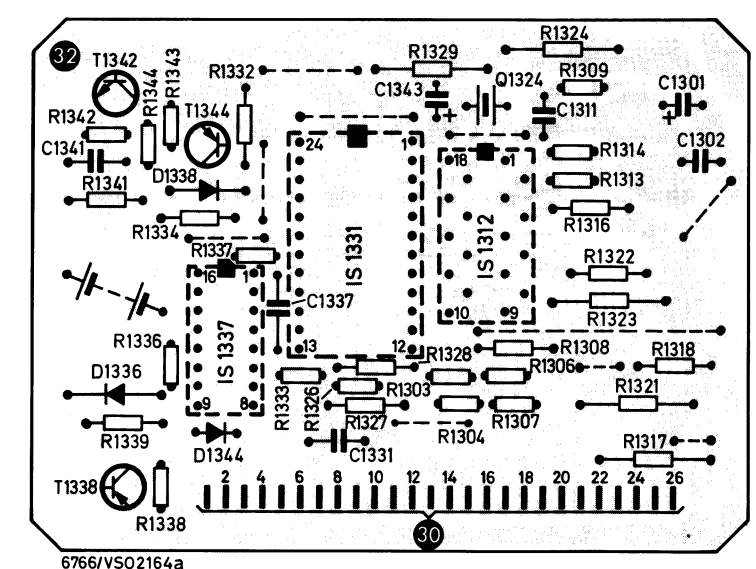 32
T1342
R1344
R1343
R1332
R1329
R1324
C1343
+
Q1324
R1309
C1311
C1301
+
R1342
T1344
C1341
24
1
18
1
R1314
C1302
D1338
R1313
R1341
R1316
R1334
R1337
IS 1331
IS 1312
R1322
16
1
C1337
10
9
R1323
R1336
IS 1337
13
12
R1328
R1308
R1318
D1336
R1306
R1333
R1326
R1303
R1321
9
8
R1327
R1304
R1307
R1339
D1344
C1331
R1317
T1338
2 4 6 8 10 12 14 16 18 20 22 24 26
R1338
30
6766/VSO2164a